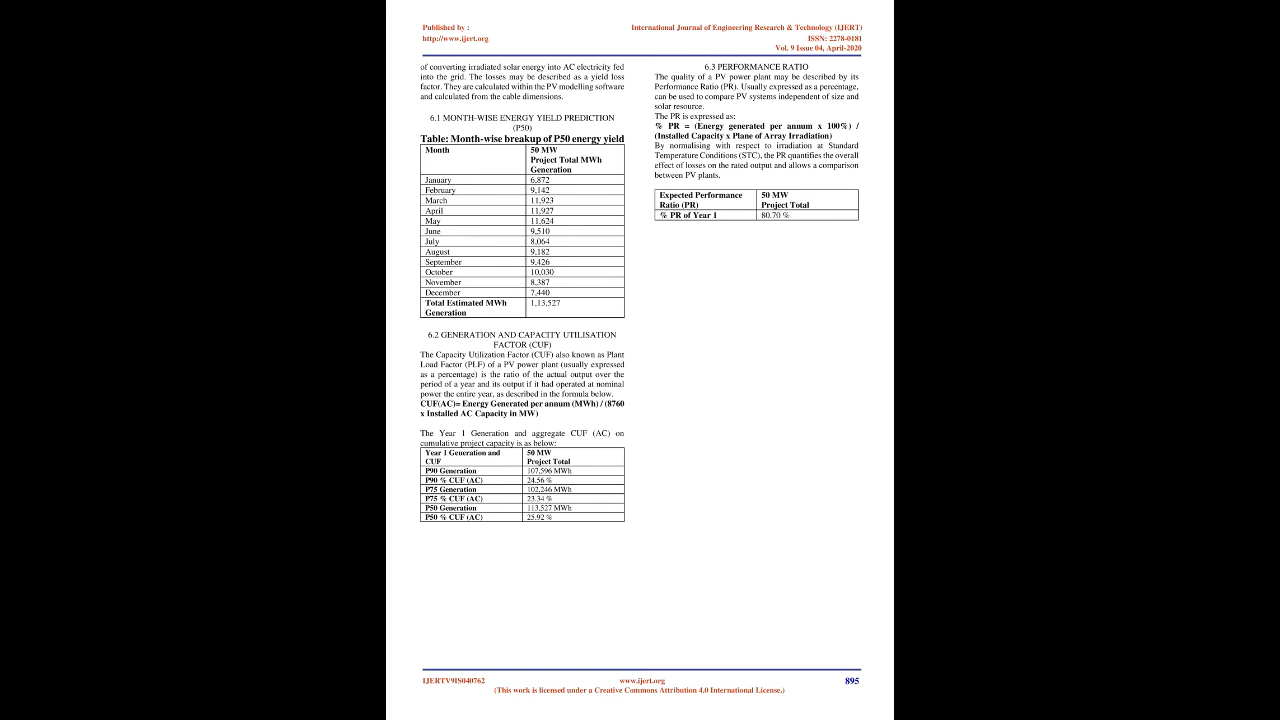 Published by :
http://www.ijert.org
International Journal of Engineering Research & Technology (IJERT)
ISSN: 2278-0181
Vol. 9 Issue 04, April-2020
of converting irradiated solar energy into AC electricity fed
into the grid. The losses may be described as a yield loss
factor. They are calculated within the PV modelling software
and calculated from the cable dimensions.
6.1 MONTH-WISE ENERGY YIELD PREDICTION
(P50)
Table: Month-wise breakup of P50 energy yield
Month 50 MW
Project Total MWh
Generation
January 6,872
February 9,142
March 11,923
April 11,927
May 11,624
June 9,510
July 8,064
August 9,182
September 9,426
October 10,030
November 8,387
December 7,440
Total Estimated MWh 1,13,527
Generation
6.2 GENERATION AND CAPACITY UTILISATION
FACTOR (CUF)
The Capacity Utilization Factor (CUF) also known as Plant
Load Factor (PLF) of a PV power plant (usually expressed
as a percentage) is the ratio of the actual output over the
period of a year and its output if it had operated at nominal
power the entire year, as described in the formula below.
CUF(AC)= Energy Generated per annum (MWh) / (8760
x Installed AC Capacity in MW)
The Year 1 Generation and aggregate CUF (AC) on
cumulative project capacity is as below:
Year 1 Generation and 50 MW
CUF Project Total
P90 Generation 107,596 MWh
P90 % CUF (AC) 24.56 %
P75 Generation 102,246 MWh
P75 % CUF (AC) 23.34 %
P50 Generation 113,527 MWh
P50 % CUF (AC) 25.92 %
6.3 PERFORMANCE RATIO
The quality of a PV power plant may be described by its
Performance Ratio (PR). Usually expressed as a percentage,
can be used to compare PV systems independent of size and
solar resource.
The PR is expressed as:
% PR = (Energy generated per annum x 100%) /
(Installed Capacity x Plane of Array Irradiation)
By normalising with respect to irradiation at Standard
Temperature Conditions (STC), the PR quantifies the overall
effect of losses on the rated output and allows a comparison
between PV plants.
Expected Performance 50 MW
Ratio (PR) Project Total
% PR of Year 1 80.70 %
IJERTV9IS040762
www.ijert.org
895
(This work is licensed under a Creative Commons Attribution 4.0 International License.)